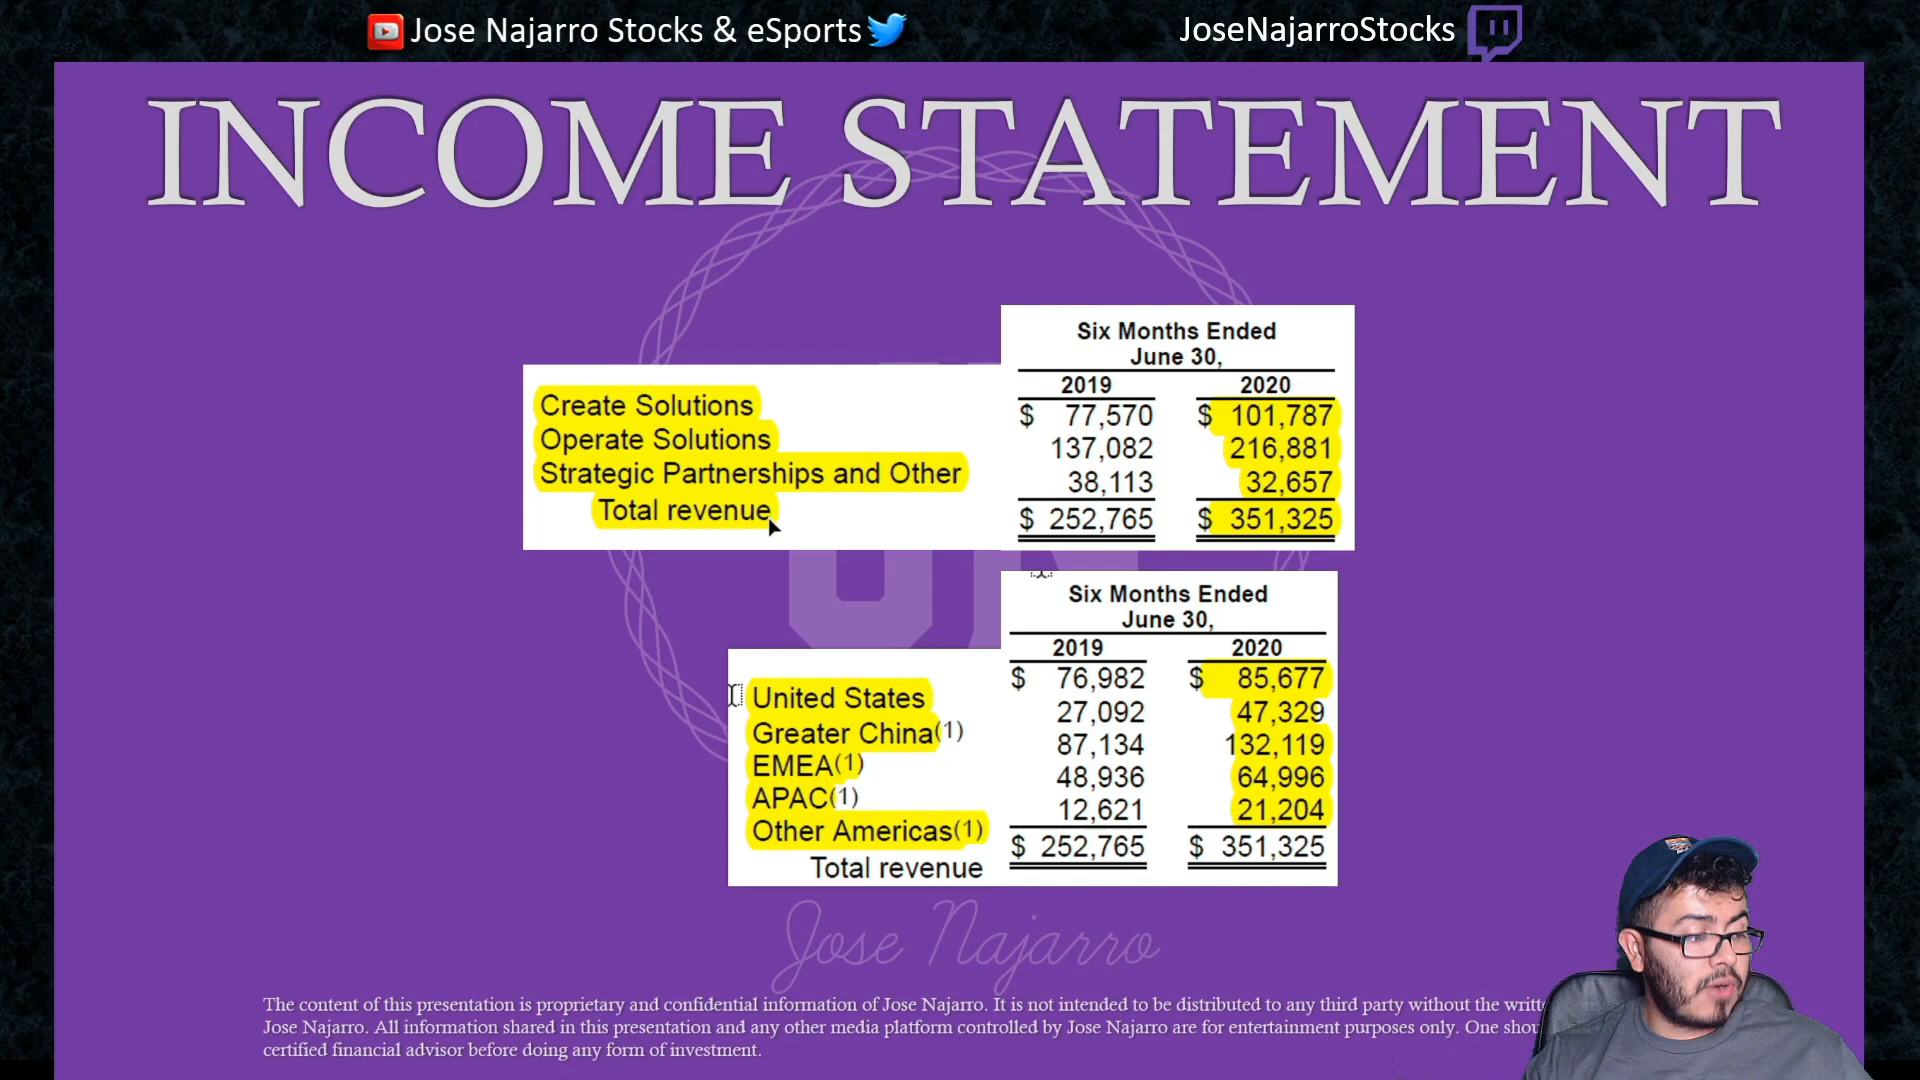 Jose Najarro Stocks & eSports
JoseNajarroStocks
INCOME STATEMENT
Six Months Ended
June 30,
2019 2020
Create Solutions $ 77,570 $ 101,787
Operate Solutions 137,082 216,881
Strategic Partnerships and Other 38,113 32,657
Total revenue $ 252,765 $ 351,325
Six Months Ended
June 30,
2019 2020
United States $ 76,982 $ 85,677
Greater China(1) 27,092 47,329
EMEA(1) 87,134 132,119
APAC(1) 48,936 64,996
Other Americas(1) 12,621 21,204
Total revenue $ 252,765 $ 351,325
Jose Najarro
The content of this presentation is proprietary and confidential information of Jose Najarro. It is not intended to be distributed to any third party without the
Jose Najarro. All information shared in this presentation and any other media platform controlled by Jose Najarro are for entertainment purposes only. One
certified financial advisor before doing any form of investment.